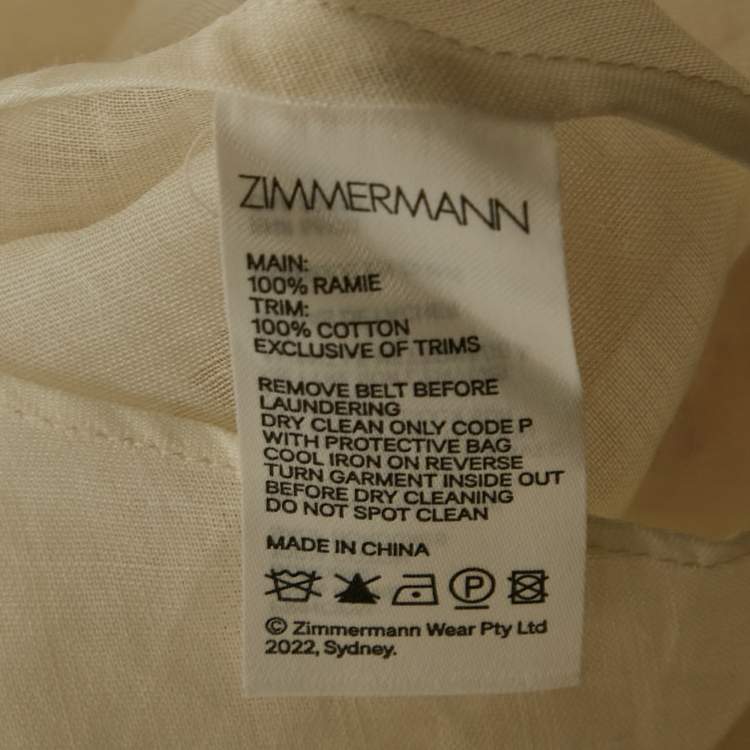 ZIMMERMANN
MAIN:
100% RAMIE
TRIM:
100% COTTON
EXCLUSIVE OF TRIMS
REMOVE BELT BEFORE
LAUNDERING
DRY CLEAN ONLY CODE P
WITH PROTECTIVE BAG
COOL IRON ON REVERSE
TURN GARMENT INSIDE OUT
BEFORE DRY CLEANING
DO NOT SPOT CLEAN
MADE IN CHINA
P
© Zimmermann Wear Pty Ltd
2022, Sydney.